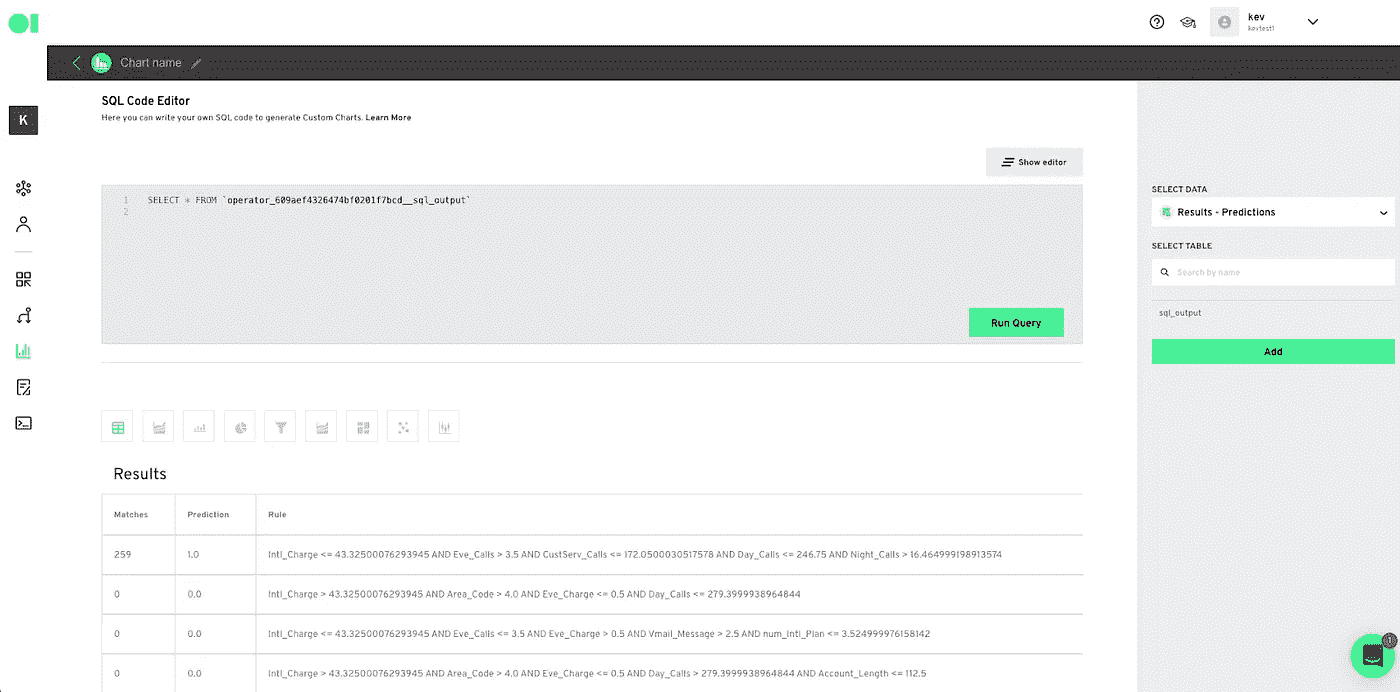 kev
kevtest1
Chart name
K
SQL Code Editor
Here you can write your own SQL code to generate Custom Charts. Learn More
Show editor
1 SELECT * FROM `operator_609aef4326474bf0201f7bcd__sql_output`
2
Run Query
SELECT DATA
Results - Predictions
SELECT TABLE
Search by name
sql_output
Add
Results
Matches Prediction Rule
259 1.0 Intl_Charge <= 43.32500076293945 AND Eve_Calls > 3.5 AND CustServ_Calls <= 172.0500030517578 AND Day_Calls <= 246.75 AND Night_Calls > 16.464999198913574
0 0.0 Intl_Charge > 43.32500076293945 AND Area_Code > 4.0 AND Eve_Charge <= 0.5 AND Day_Calls <= 279.3999938964844
0 0.0 Intl_Charge <= 43.32500076293945 AND Eve_Calls <= 3.5 AND Eve_Charge > 0.5 AND Vmail_Message > 2.5 AND num_Intl_Plan <= 3.524999976158142
0 0.0 Intl_Charge > 43.32500076293945 AND Area_Code > 4.0 AND Eve_Charge <= 0.5 AND Day_Calls > 279.3999938964844 AND Account_Length <= 112.5
1